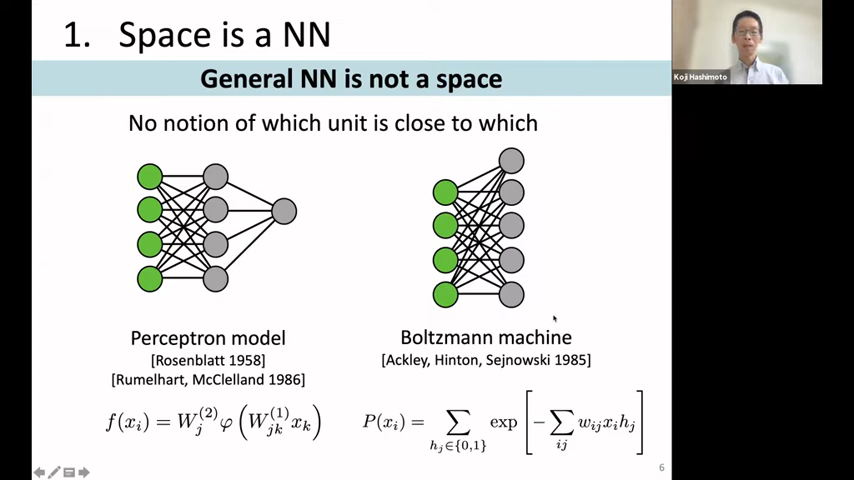 1. Space is a NN
General NN is not a space
No notion of which unit is close to which
Perceptron model
[Rosenblatt 1958]
[Rumelhart, McClelland 1986]
f(x_i) = W_j^{(2)} φ (W_{jk}^{(1)} x_k)
Boltzmann machine
[Ackley, Hinton, Sejnowski 1985]
P(x_i) = ∑_{h_j∈{0,1}} exp [−∑_{ij} w_{ij} x_i h_j]
6
Koji Hashimoto